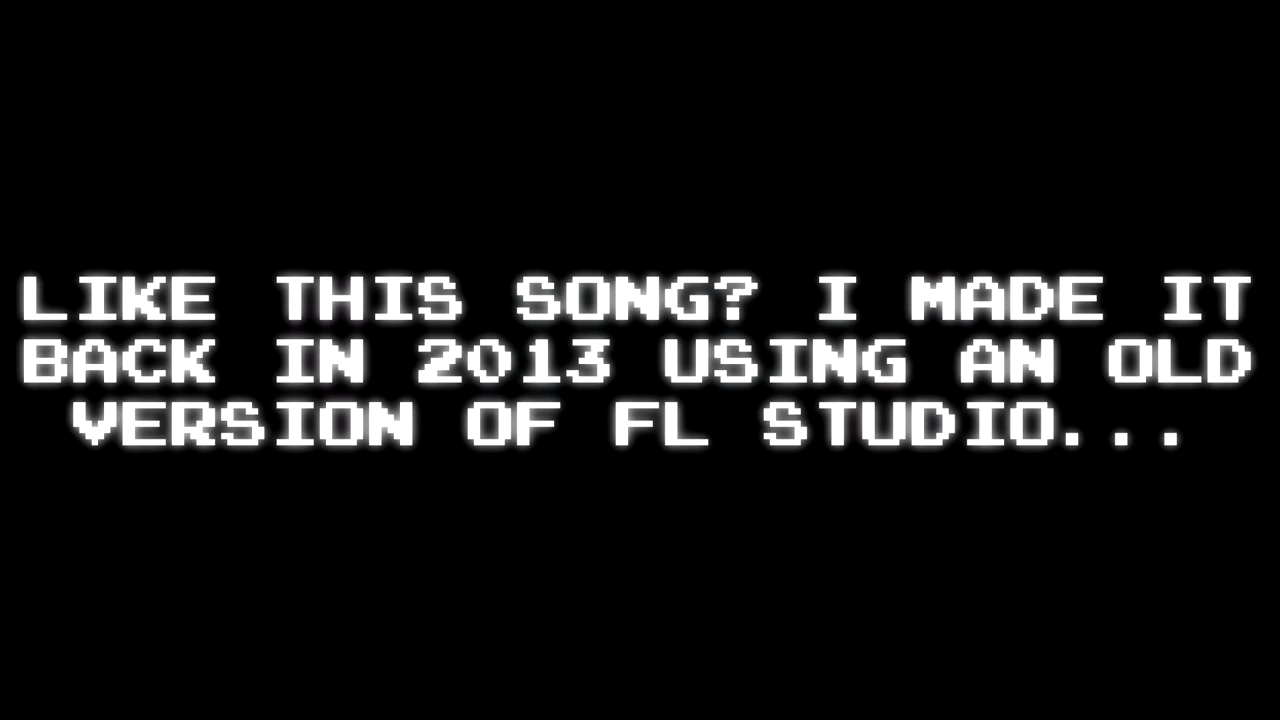 LIKE THIS SONG? I MADE IT
BACK IN 2013 USING AN OLD
VERSION OF FL STUDIO...